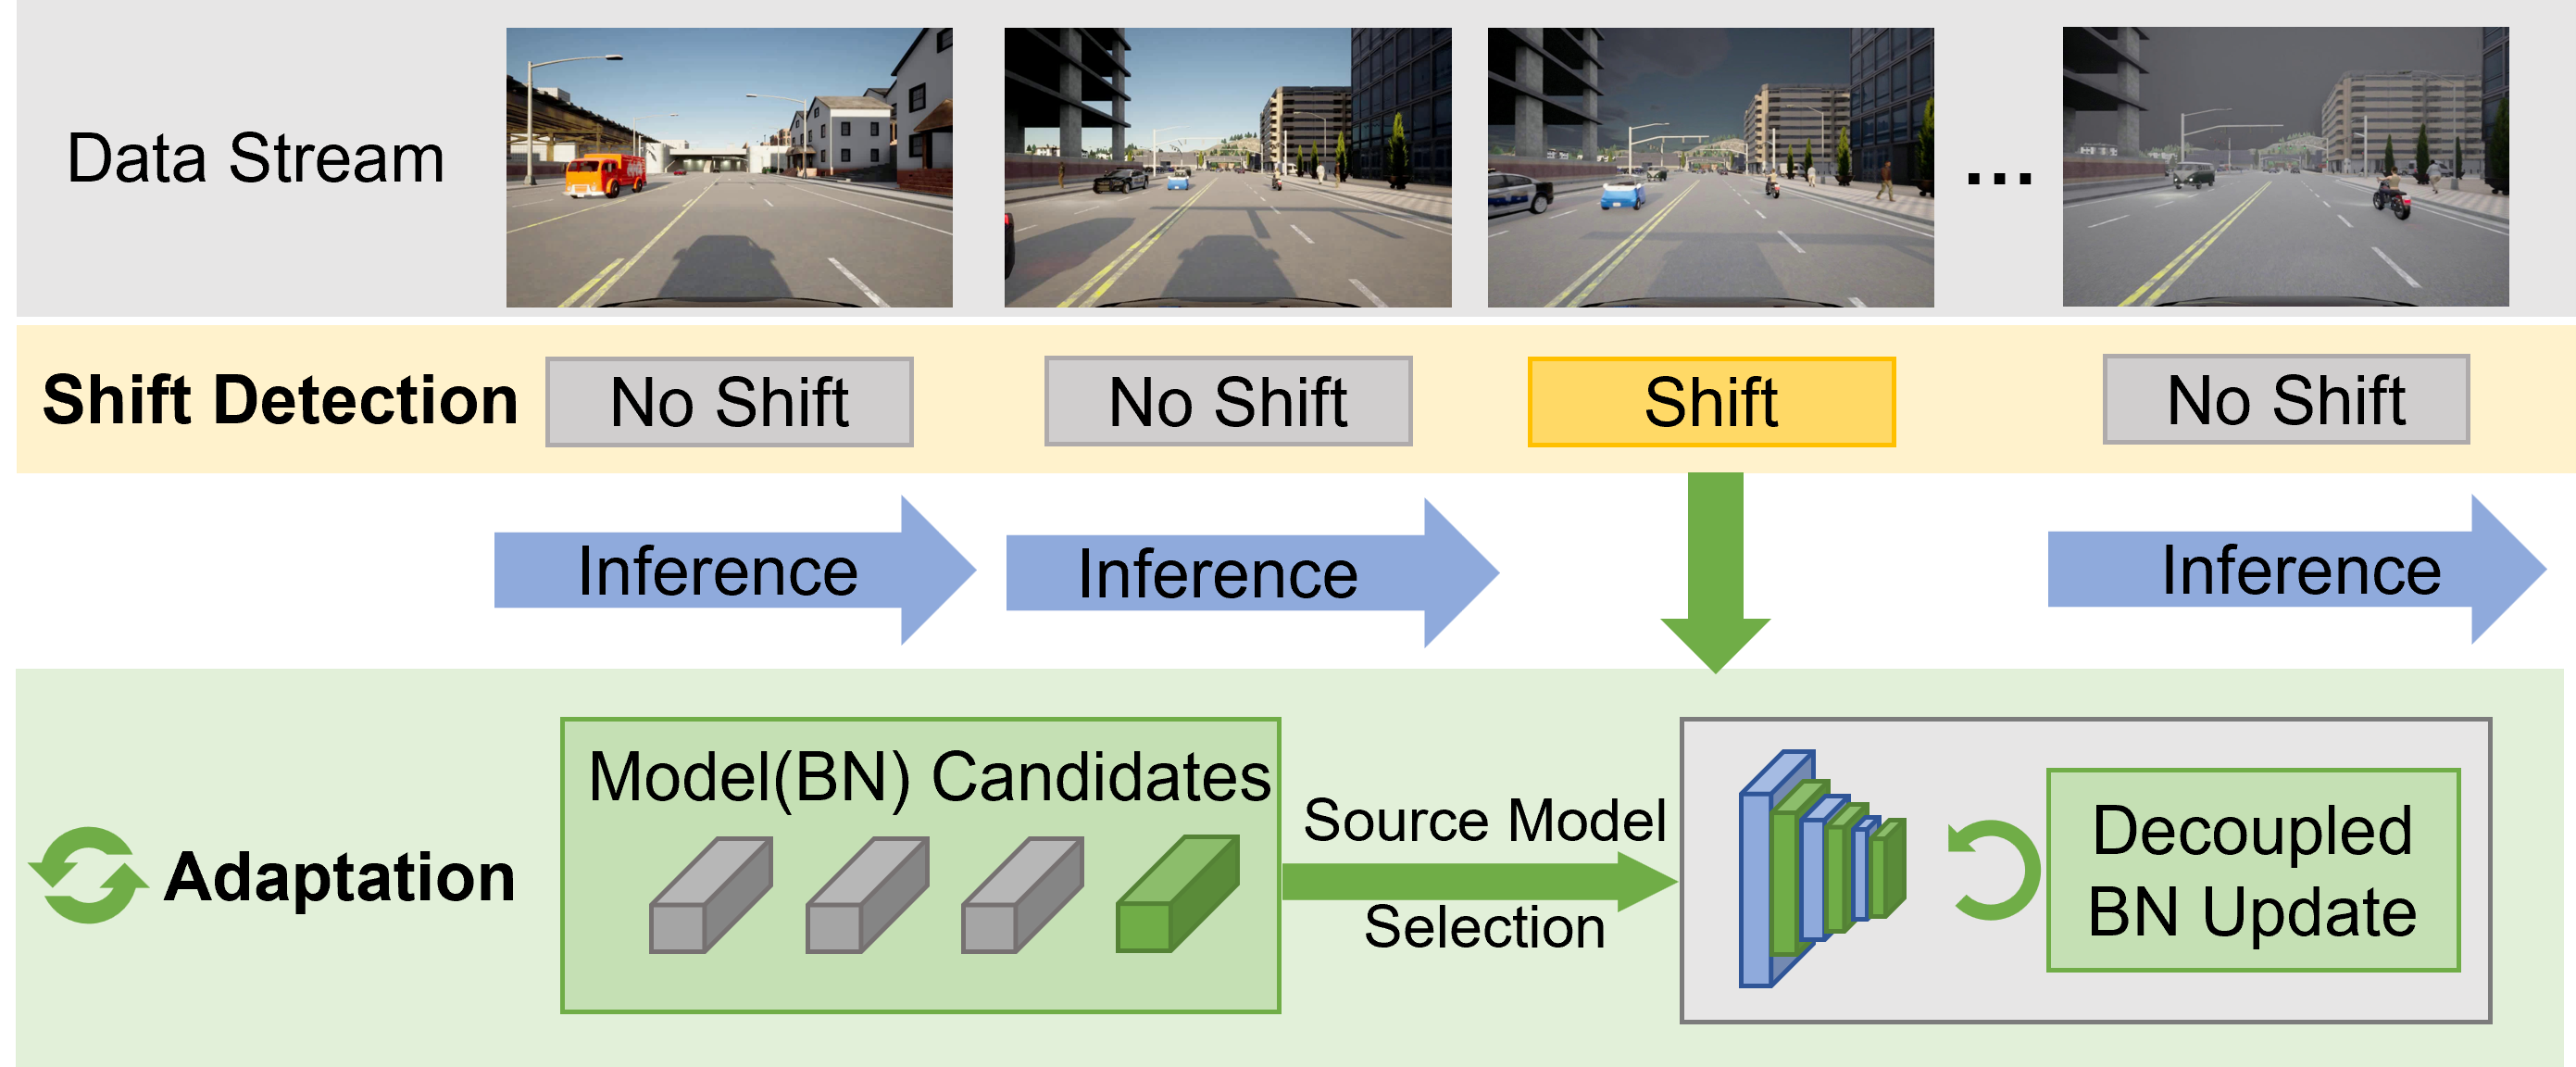 Data Stream
...
Shift Detection
No Shift
No Shift
Shift
No Shift
Inference
Inference
Inference
Adaptation
Model(BN) Candidates
Source Model
Selection
Decoupled
BN Update